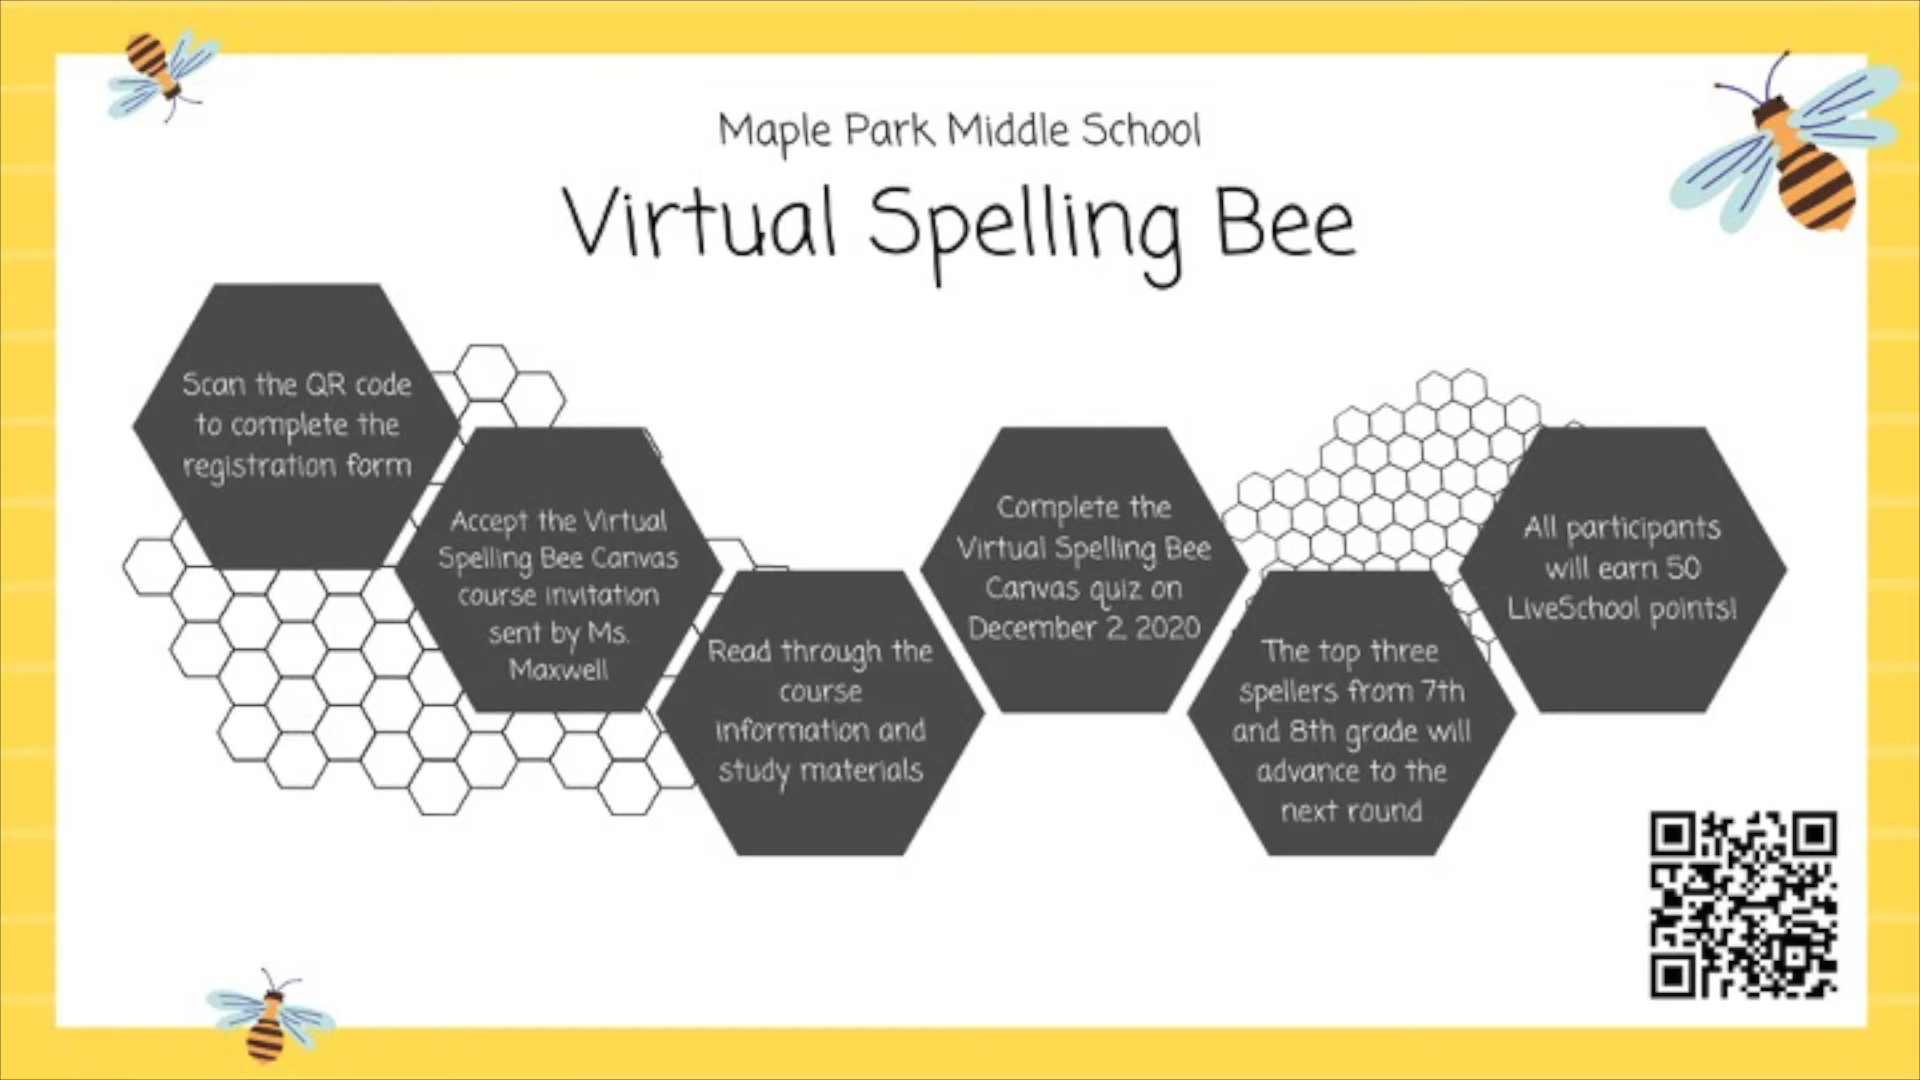 Maple Park Middle School
Virtual Spelling Bee
Scan the QR code
to complete the
registration form
Accept the Virtual
Spelling Bee Canvas
course invitation
sent by Ms.
Maxwell
Read through the
course
information and
study materials
Complete the
Virtual Spelling Bee
Canvas quiz on
December 2, 2020
The top three
spellers from 7th
and 8th grade will
advance to the
next round
All participants
will earn 50
LiveSchool points!